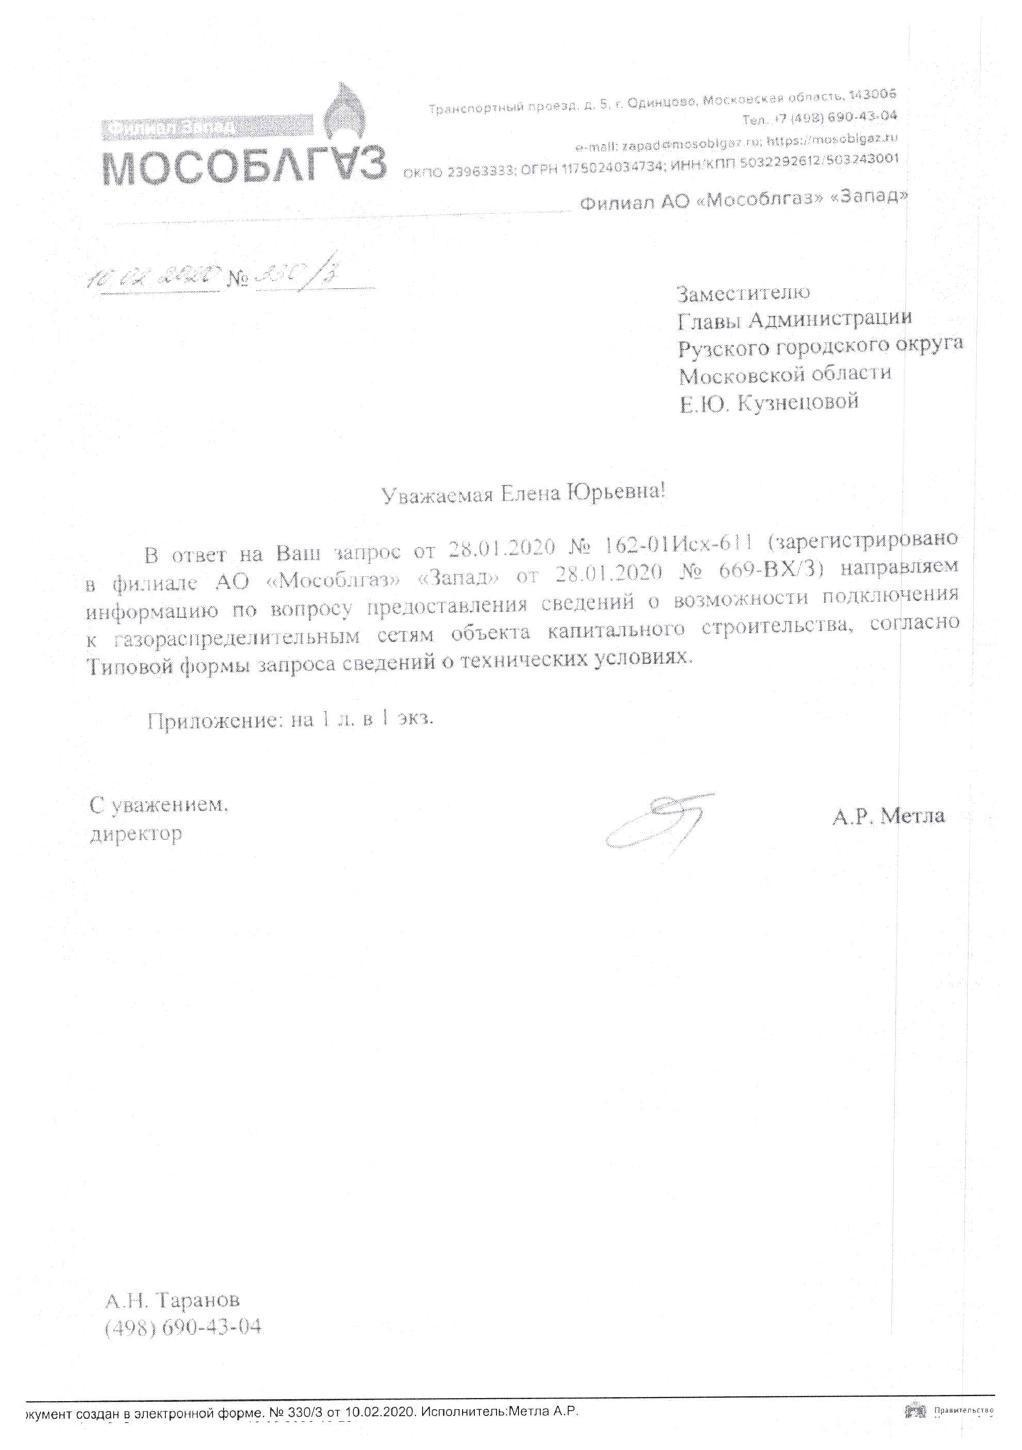 Филиал Запад
МОСОБЛГАЗ
Транспортный проезд, д. 5, г. Одинцово, Московская область, 143006
Тел. +7 (498) 690-43-04
e-mail: zapad@mosoblgaz.ru; https://mosoblgaz.ru
ОКПО 23963333; ОГРН 1175024034734; ИНН/КПП 5032292612/503243001
Филиал АО «Мособлгаз» «Запад»
10 02 2020 № 330/З
Заместителю
Главы Администрации
Рузского городского округа
Московской области
Е.Ю. Кузнецовой
Уважаемая Елена Юрьевна!
В ответ на Ваш запрос от 28.01.2020 № 162-01Исх-611 (зарегистрировано
в филиале АО «Мособлгаз» «Запад» от 28.01.2020 № 669-ВХ/З) направляем
информацию по вопросу предоставления сведений о возможности подключения
к газораспределительным сетям объекта капитального строительства, согласно
Типовой формы запроса сведений о технических условиях.
Приложение: на 1 л. в 1 экз.
С уважением,
директор
А.Р. Метла
А.Н. Таранов
(498) 690-43-04
окумент создан в электронной форме. № 330/3 от 10.02.2020. Исполнитель:Метла А.Р.
Правительство